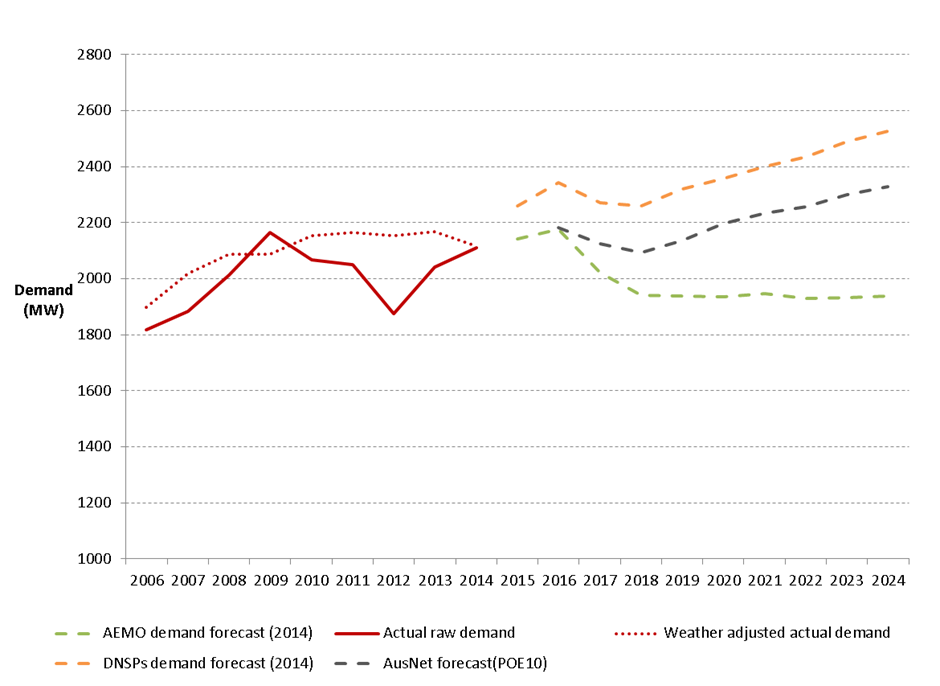 2800
2600
2400
2200
2000
Demand
(MW)
1800
1600
1400
1200
1000
2006 2007 2008 2009 2010 2011 2012 2013 2014 2015 2016 2017 2018 2019 2020 2021 2022 2023 2024
AEMO demand forecast (2014) Actual raw demand Weather adjusted actual demand
DNSPs demand forecast (2014) AusNet forecast(POE10)